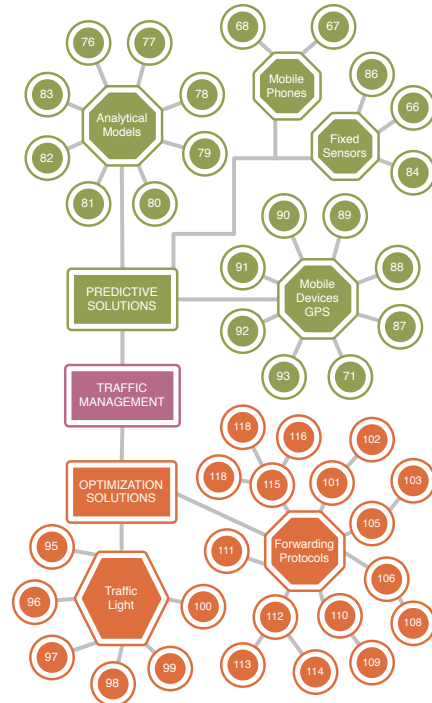 68
67
76
77
86
Mobile
Phones
83
78
66
Analytical
Models
Fixed
Sensors
82
79
84
81
80
90
89
91
88
PREDICTIVE
SOLUTIONS
Mobile
Devices
GPS
92
87
93
71
TRAFFIC
MANAGEMENT
118
116
102
118
115
101
103
OPTIMIZATION
SOLUTIONS
105
95
111
Forwarding
Protocols
106
96
Traffic
Light
100
112
110
108
97
99
113
114
109
98